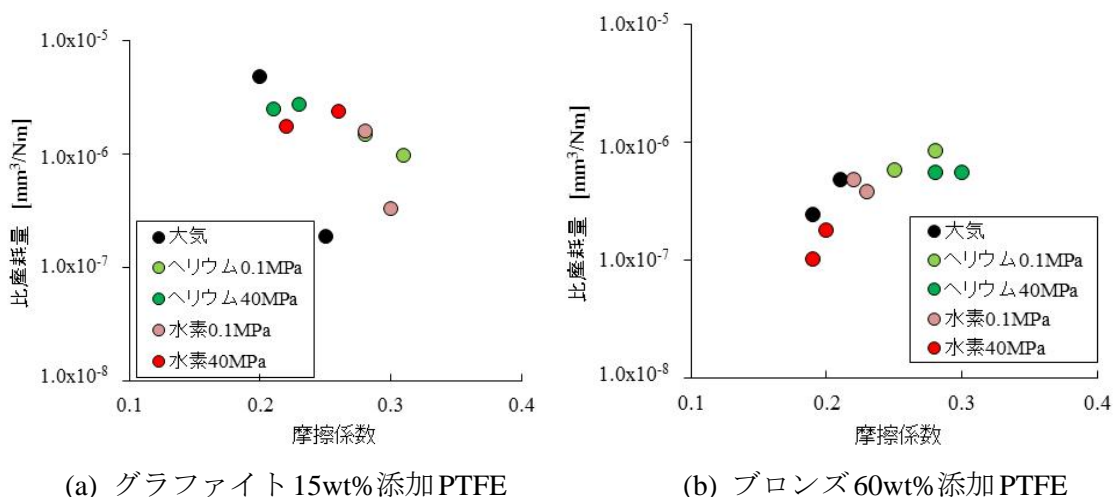 1.0x10⁻⁵
1.0x10⁻⁶
1.0x10⁻⁷
1.0x10⁻⁸
比摩耗量 [mm³/Nm]
大気
ヘリウム0.1MPa
ヘリウム40MPa
水素0.1MPa
水素40MPa
0.1 0.2 0.3 0.4
摩擦係数
(a) グラファイト15wt%添加PTFE
1.0x10⁻⁵
1.0x10⁻⁶
1.0x10⁻⁷
1.0x10⁻⁸
比摩耗量 [mm³/Nm]
大気
ヘリウム0.1MPa
ヘリウム40MPa
水素0.1MPa
水素40MPa
0.1 0.2 0.3 0.4
摩擦係数
(b) ブロンズ60wt%添加PTFE